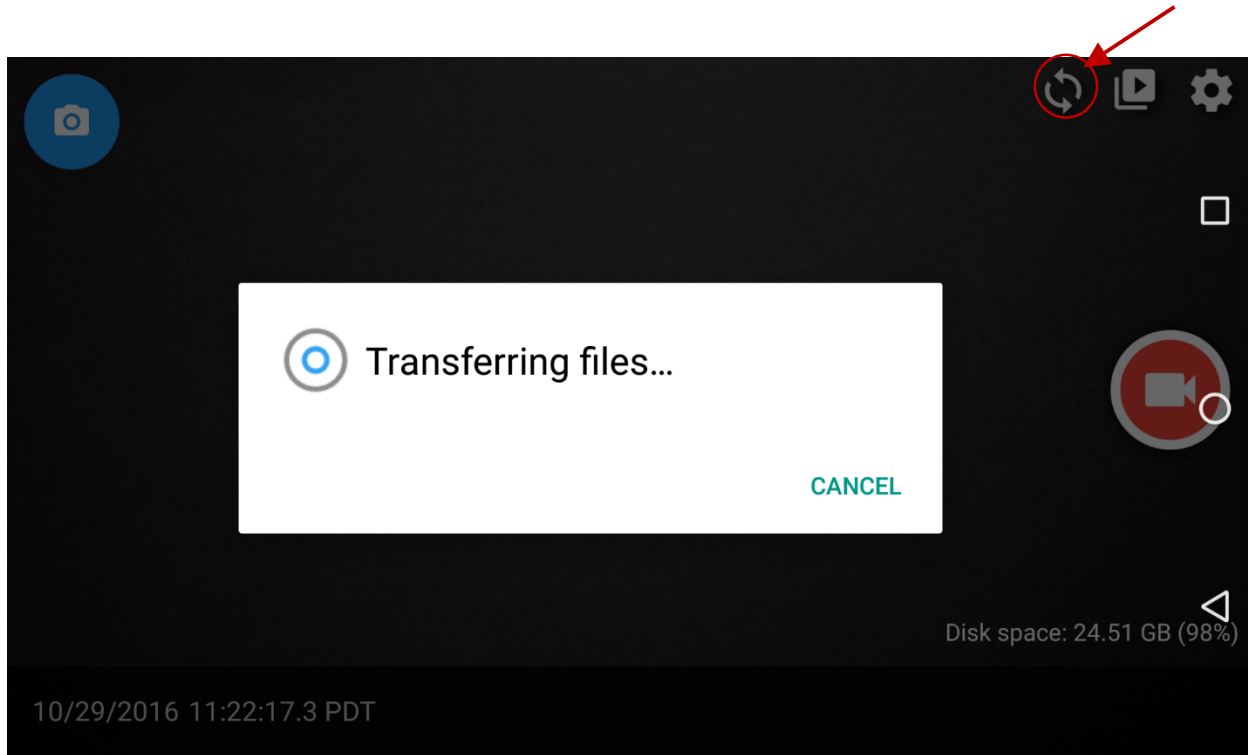 Transferring files...
CANCEL
Disk space: 24.51 GB (98%)
10/29/2016 11:22:17.3 PDT